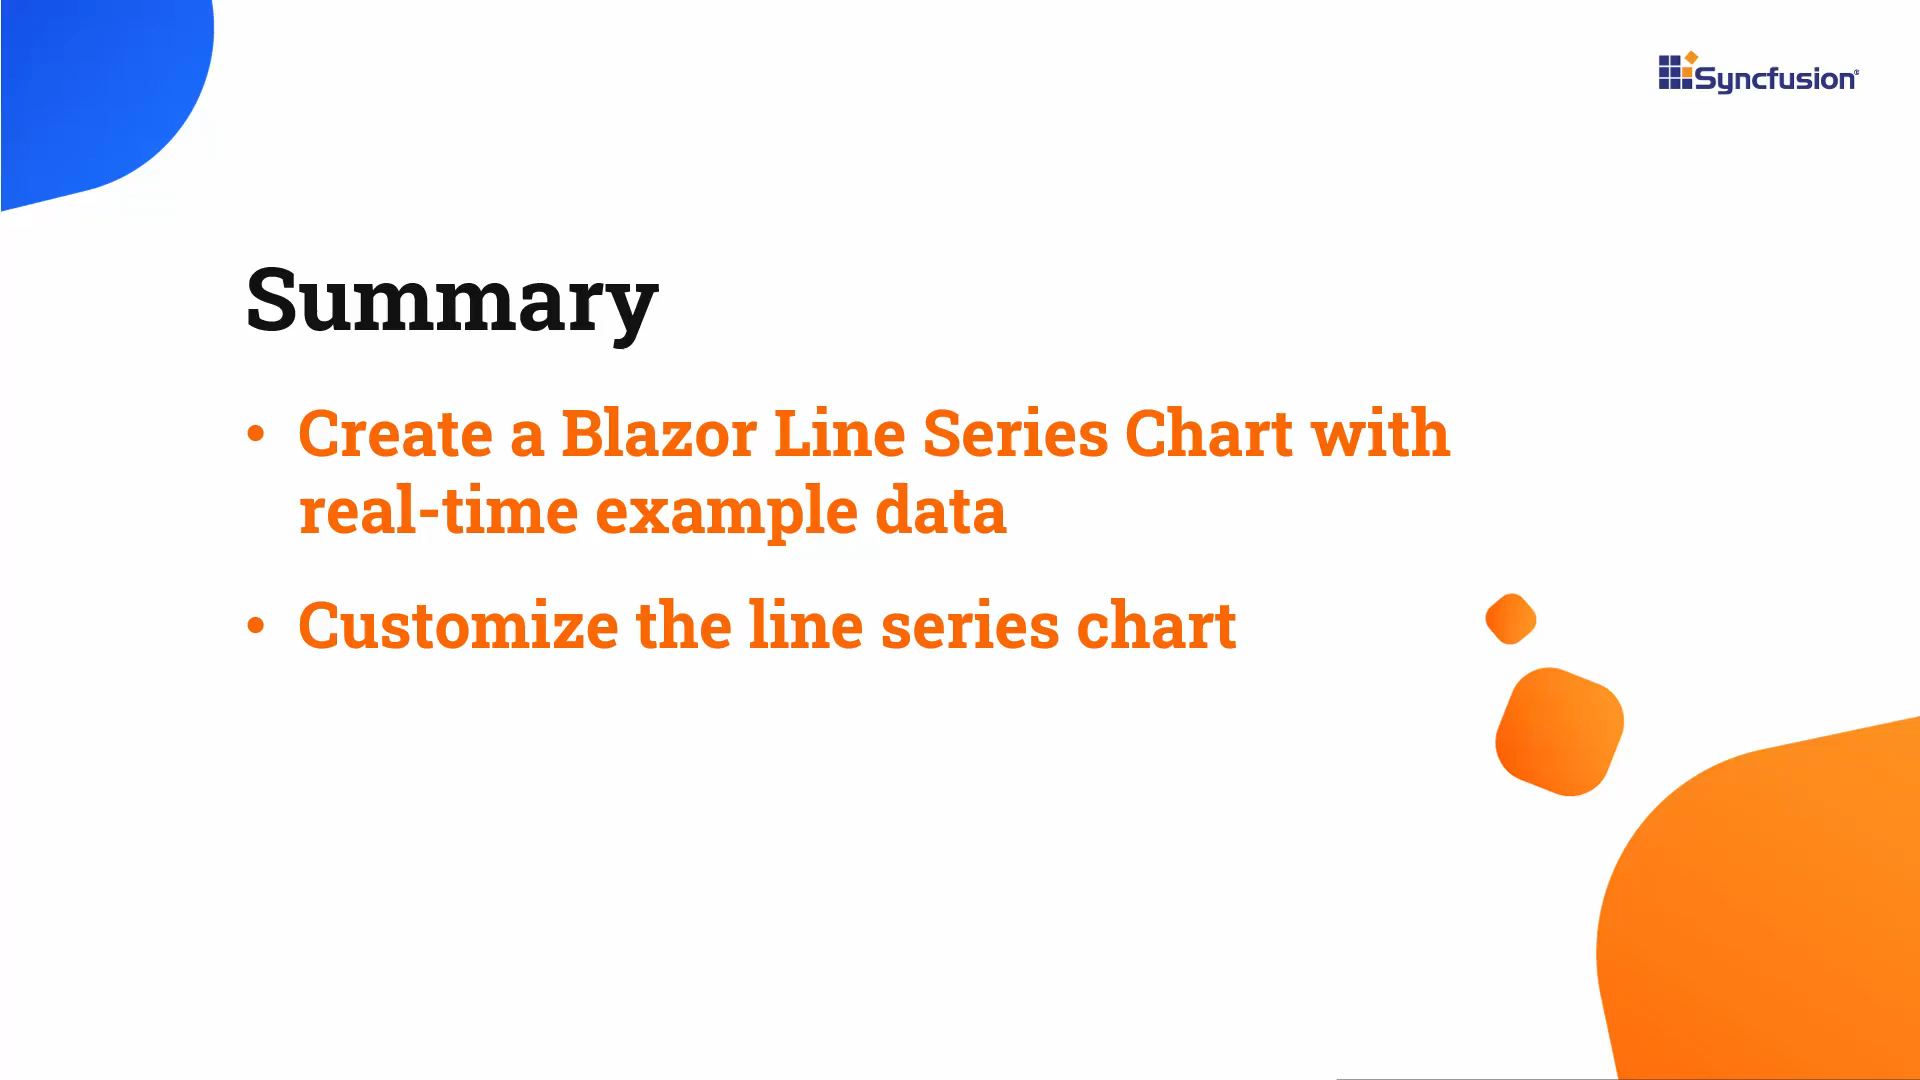 Syncfusion®
Summary
• Create a Blazor Line Series Chart with
real-time example data
• Customize the line series chart